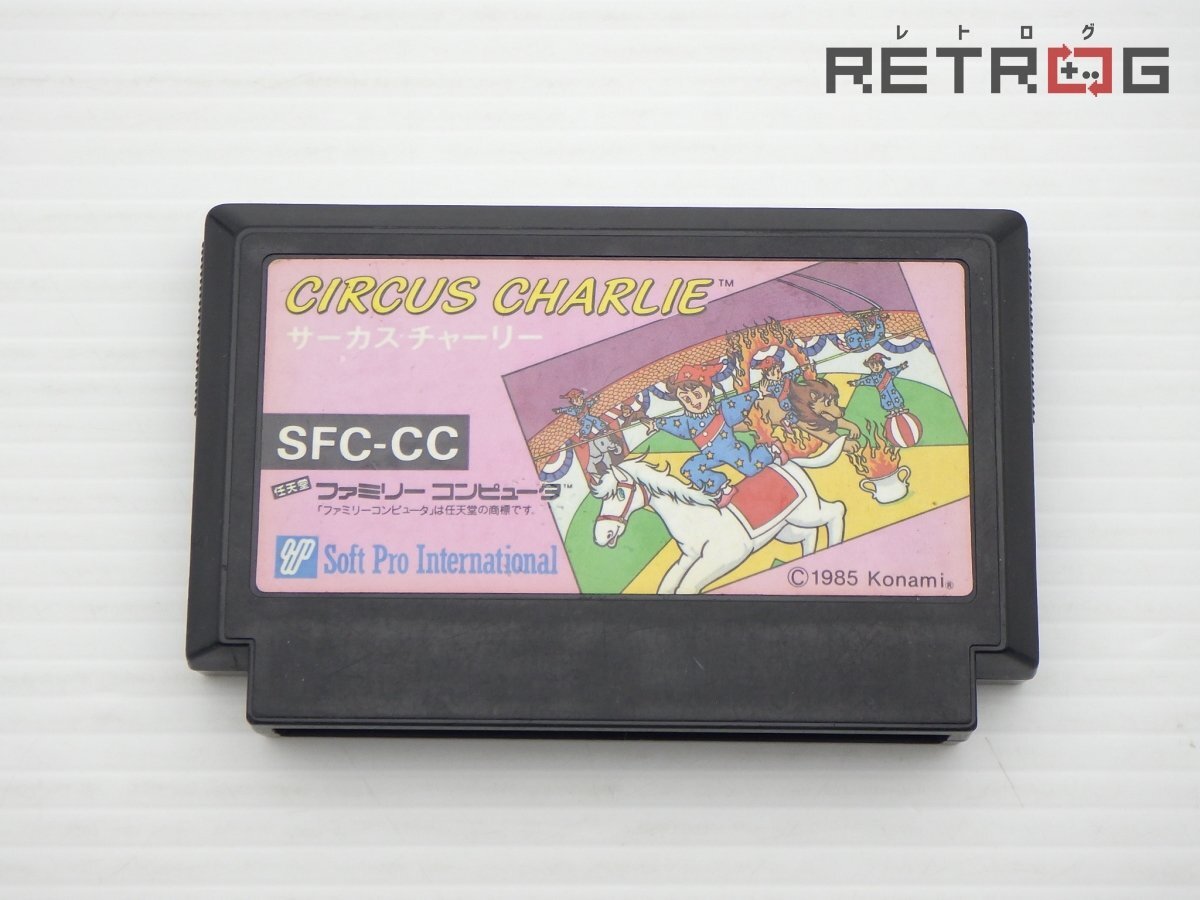 レトログ
RETROG
CIRCUS CHARLIE™
サーカス・チャーリー
SFC-CC
任天堂 ファミリー コンピュータ™
「ファミリーコンピュータ」は任天堂の商標です。
Soft Pro International
©1985 Konami®